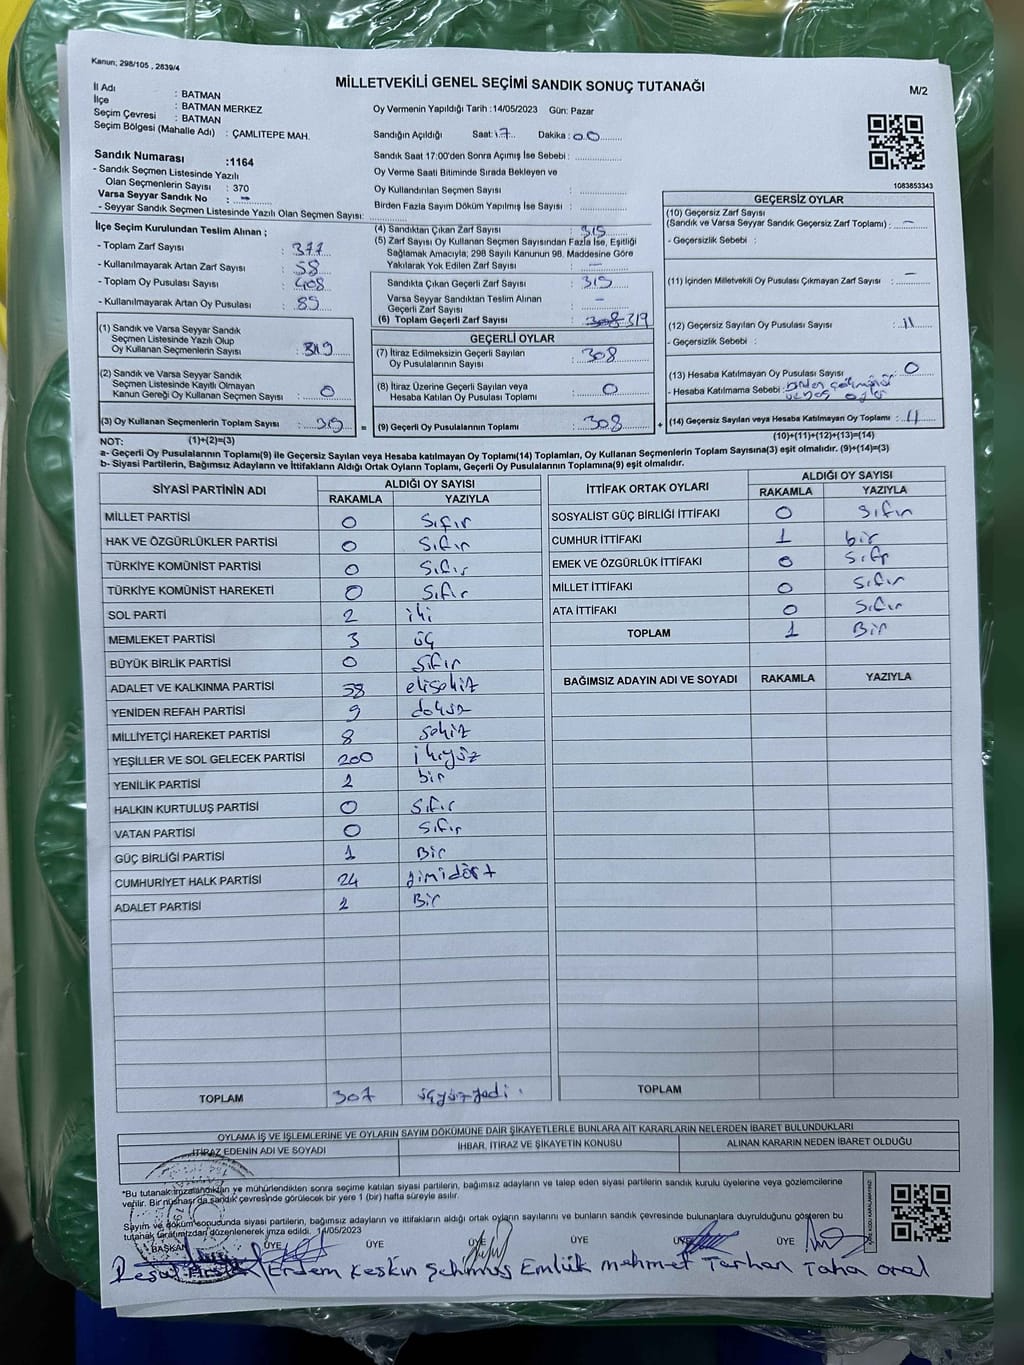 Kanun; 298/105 , 2839/4
MİLLETVEKİLİ GENEL SEÇİMİ SANDIK SONUÇ TUTANAĞI
M/2
İl Adı : BATMAN
İlçe : BATMAN MERKEZ
Seçim Çevresi : BATMAN
Seçim Bölgesi (Mahalle Adı) : ÇAMLITEPE MAH.
Oy Vermenin Yapıldığı Tarih :14/05/2023 Gün: Pazar
Sandığın Açıldığı Saat: 17 Dakika : 00
Sandık Saat 17:00'den Sonra Açımış İse Sebebi :
Oy Verme Saati Bitiminde Sırada Bekleyen ve
Oy Kullandırılan Seçmen Sayısı :
Birden Fazla Sayım Döküm Yapılmış İse Sayısı :
1083853343
Sandık Numarası :1164
- Sandık Seçmen Listesinde Yazılı
Olan Seçmenlerin Sayısı : 370
Varsa Seyyar Sandık No : -
- Seyyar Sandık Seçmen Listesinde Yazılı Olan Seçmen Sayısı:
İlçe Seçim Kurulundan Teslim Alınan ;
- Toplam Zarf Sayısı : 377
- Kullanılmayarak Artan Zarf Sayısı : 58
- Toplam Oy Pusulası Sayısı : 408
- Kullanılmayarak Artan Oy Pusulası : 89
(1) Sandık ve Varsa Seyyar Sandık
Seçmen Listesinde Yazılı Olup
Oy Kullanan Seçmenlerin Sayısı : 319
(2) Sandık ve Varsa Seyyar Sandık
Seçmen Listesinde Kayıtlı Olmayan
Kanun Gereği Oy Kullanan Seçmen Sayısı : 0
(3) Oy Kullanan Seçmenlerin Toplam Sayısı : 319 =
(4) Sandıktan Çıkan Zarf Sayısı : 319
(5) Zarf Sayısı Oy Kullanan Seçmen Sayısından Fazla İse, Eşitliği
Sağlamak Amacıyla; 298 Sayılı Kanunun 98. Maddesine Göre
Yakılarak Yok Edilen Zarf Sayısı : -
Sandıkta Çıkan Geçerli Zarf Sayısı : 319
Varsa Seyyar Sandıktan Teslim Alınan
Geçerli Zarf Sayısı : -
(6) Toplam Geçerli Zarf Sayısı : 308 319
GEÇERLİ OYLAR
(7) İtiraz Edilmeksizin Geçerli Sayılan
Oy Pusulasının Sayısı : 308
(8) İtiraz Üzerine Geçerli Sayılan veya
Hesaba Katılan Oy Pusulası Toplamı : 0
(9) Geçerli Oy Pusulalarının Toplamı : 308 +
GEÇERSİZ OYLAR
(10) Geçersiz Zarf Sayısı
(Sandık ve Varsa Seyyar Sandık Geçersiz Zarf Toplamı) : -
- Geçersizlik Sebebi :
(11) İçinden Milletvekili Oy Pusulası Çıkmayan Zarf Sayısı : -
(12) Geçersiz Sayılan Oy Pusulası Sayısı : 11
- Geçersizlik Sebebi :
(13) Hesaba Katılmayan Oy Pusulası Sayısı : 0
- Hesaba Katılmama Sebebi :
(14) Geçersiz Sayılan veya Hesaba Katılmayan Oy Toplamı : 11
NOT: (1)+(2)=(3)
(10)+(11)+(12)+(13)=(14)
a- Geçerli Oy Pusulalarının Toplamı(9) ile Geçersiz Sayılan veya Hesaba katılmayan Oy Toplamı(14) Toplamları, Oy Kullanan Seçmenlerin Toplam Sayısına(3) eşit olmalıdır. (9)+(14)=(3)
b- Siyasi Partilerin, Bağımsız Adayların ve İttifakların Aldığı Ortak Oyların Toplamı, Geçerli Oy Pusulalarının Toplamına(9) eşit olmalıdır.
SİYASİ PARTİNİN ADI
ALDIĞI OY SAYISI
RAKAMLA YAZIYLA
MİLLET PARTİSİ 0 Sıfır
HAK VE ÖZGÜRLÜKLER PARTİSİ 0 Sıfır
TÜRKİYE KOMÜNİST PARTİSİ 0 Sıfır
TÜRKİYE KOMÜNİST HAREKETİ 0 Sıfır
SOL PARTİ 2 iki
MEMLEKET PARTİSİ 3 üç
BÜYÜK BİRLİK PARTİSİ 0 Sıfır
ADALET VE KALKINMA PARTİSİ 58 elisekiz
YENİDEN REFAH PARTİSİ 9 dokuz
MİLLİYETÇİ HAREKET PARTİSİ 8 sekiz
YEŞİLLER VE SOL GELECEK PARTİSİ 200 ikiyüz
YENİLİK PARTİSİ 1 bir
HALKIN KURTULUŞ PARTİSİ 0 Sıfır
VATAN PARTİSİ 0 Sıfır
GÜÇ BİRLİĞİ PARTİSİ 1 Bir
CUMHURİYET HALK PARTİSİ 24 yimidört
ADALET PARTİSİ 1 Bir
TOPLAM 307 üçyüzyedi
İTTİFAK ORTAK OYLARI
ALDIĞI OY SAYISI
RAKAMLA YAZIYLA
SOSYALİST GÜÇ BİRLİĞİ İTTİFAKI 0 Sıfır
CUMHUR İTTİFAKI 1 bir
EMEK VE ÖZGÜRLÜK İTTİFAKI 0 Sıfır
MİLLET İTTİFAKI 0 Sıfır
ATA İTTİFAKI 0 Sıfır
TOPLAM 1 Bir
BAĞIMSIZ ADAYIN ADI VE SOYADI RAKAMLA YAZIYLA
TOPLAM
OYLAMA İŞ VE İŞLEMLERİNE VE OYLARIN SAYIM DÖKÜMÜNE DAİR ŞİKAYETLERLE BUNLARA AİT KARARLARIN NELERDEN İBARET BULUNDUKLARI
İTİRAZ EDENİN ADI VE SOYADI
İHBAR, İTİRAZ VE ŞİKAYETİN KONUSU
ALINAN KARARIN NEDEN İBARET OLDUĞU
*Bu tutanak imzalandıktan ve mühürlendikten sonra seçime katılan siyasi partilerin, bağımsız adayların ve talep eden siyasi partilerin sandık kurulu üyelerine veya gözlemcilerine
verilir. Bir nüshası da sandık çevresinde görülecek bir yere 1 (bir) hafta süreyle asılır.
Sayım ve döküm sonucunda siyasi partilerin, bağımsız adayların ve ittifakların aldığı ortak oyların sayılarını ve bunların sandık çevresinde bulunanlara duyrulduğunu gösteren bu
tutanak tarafımızdan düzenlenerek imza edildi. 14/05/2023
BAŞKAN ÜYE ÜYE ÜYE ÜYE ÜYE ÜYE
Resul Erdem Keskin Şehmus Emlük Mehmet Tarhan Taha Oral